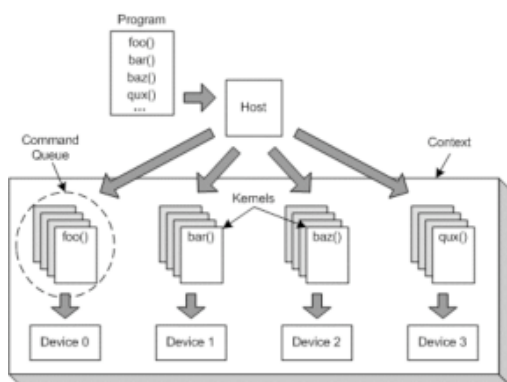 Program
foo()
bar()
baz()
qux()
...
Host
Command
Queue
Context
Kernels
foo()
bar()
baz()
qux()
Device 0
Device 1
Device 2
Device 3